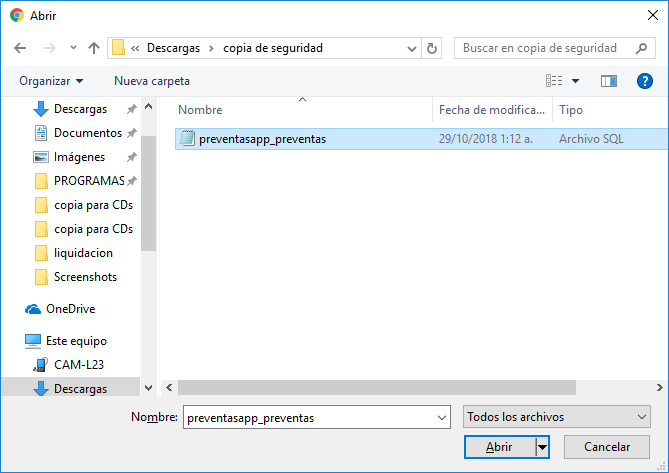 Abrir
Descargas
copia de seguridad
Buscar en copia de seguridad
Organizar
Nueva carpeta
?
Nombre
Fecha de modifica...
Tipo
preventasapp_preventas
29/10/2018 1:12 a.
Archivo SQL
Descargas
Documentos
Imágenes
PROGRAMAS
copia para CDs
copia para CDs
liquidacion
Screenshots
OneDrive
Este equipo
CAM-L23
Descargas
Nombre:
preventasapp_preventas
Todos los archivos
Abrir
Cancelar